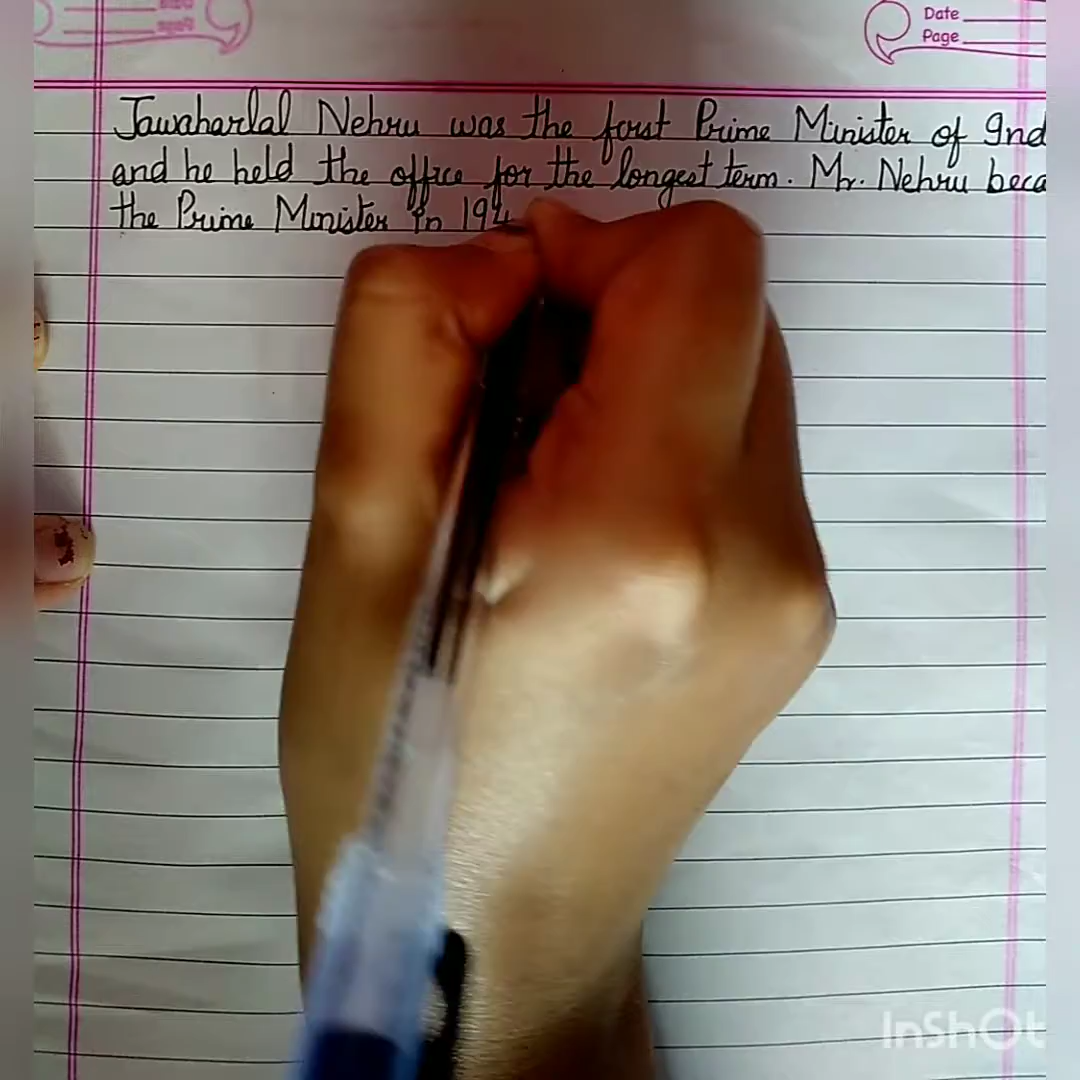 Date
Page
Jawaharlal Nehru was the first Prime Minister of Ind
and he held the office for the longest term. Mr. Nehru beca
the Prime Minister in 194
InShOt